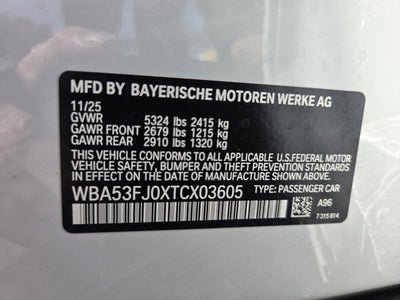 MFD BY BAYERISCHE MOTOREN WERKE AG
11/25
GVWR 5324 lbs 2415 kg
GAWR FRONT 2679 lbs 1215 kg
GAWR REAR 2910 lbs 1320 kg
THIS VEHICLE CONFORMS TO ALL APPLICABLE
U.S.FEDERAL MOTOR VEHICLE
SAFETY, BUMPER AND THEFT
PREVENTION STANDARDS IN EFFECT ON
THE DATE OF MANUFACTURE SHOWN ABOVE.
WBA53FJ0XTCX03605 TYPE: PASSENGER CAR
A96
7 315 814